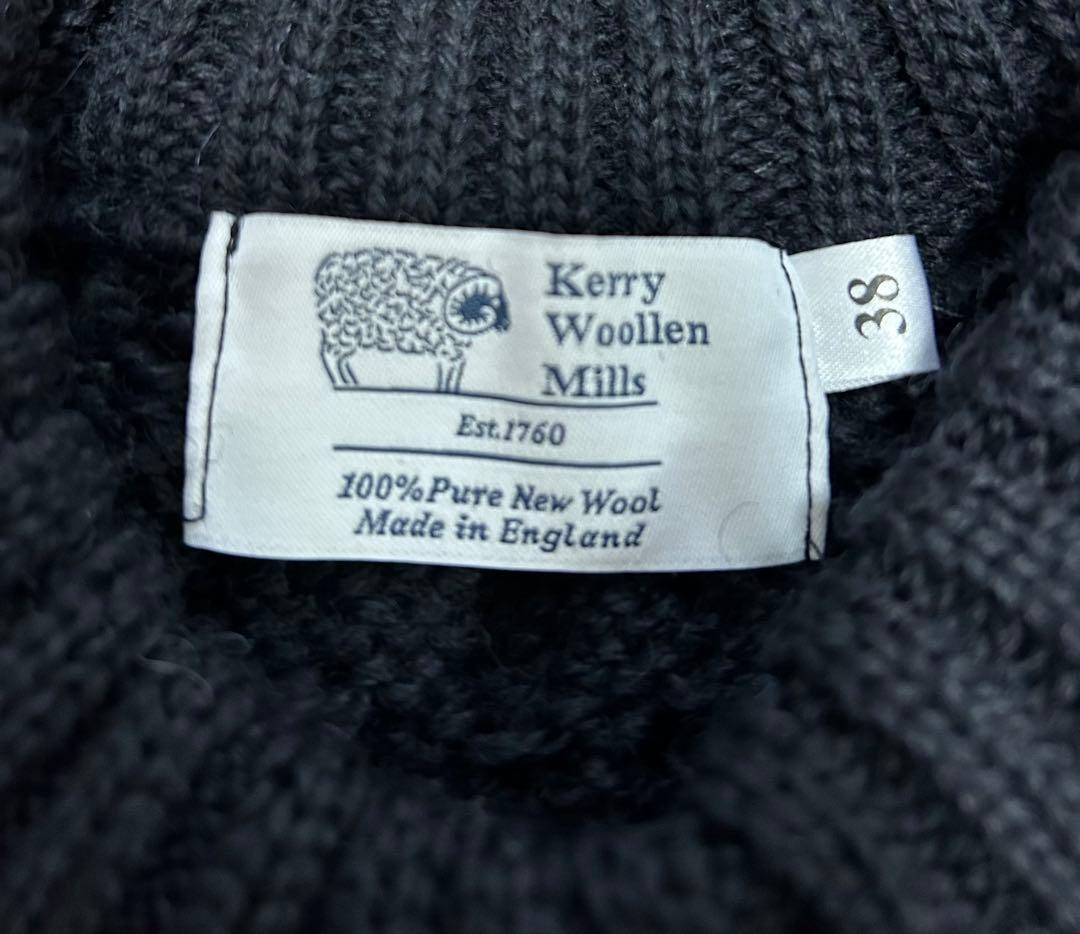 Kerry
Woollen
Mills
Est.1760
100%Pure New Wool
Made in England
38